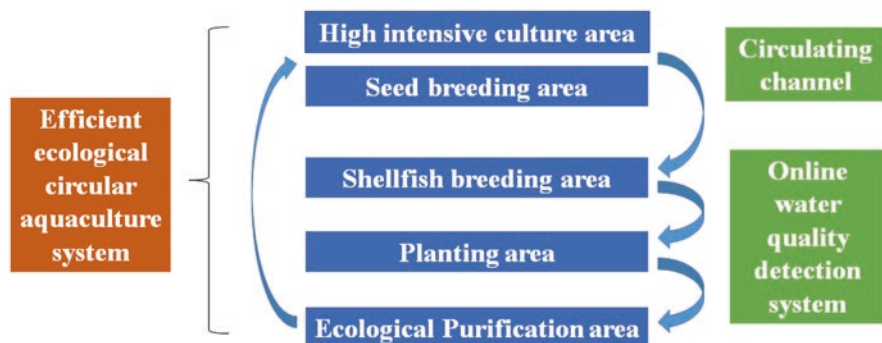 Efficient
ecological
circular
aquaculture
system
High intensive culture area
Seed breeding area
Shellfish breeding area
Planting area
Ecological Purification area
Circulating
channel
Online
water
quality
detection
system